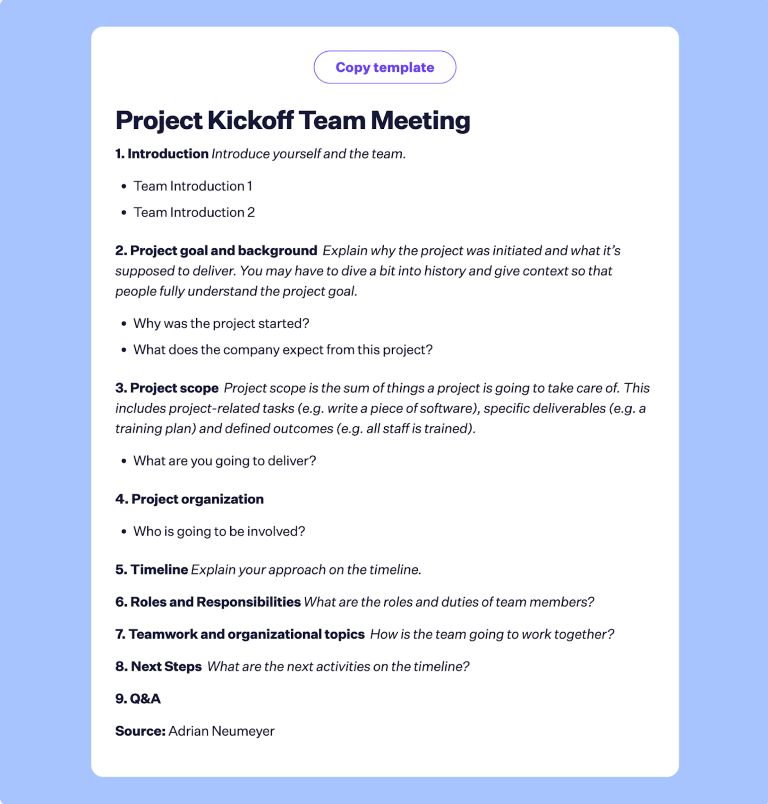 Copy template
Project Kickoff Team Meeting
1. Introduction Introduce yourself and the team.
• Team Introduction 1
• Team Introduction 2
2. Project goal and background Explain why the project was initiated and what it’s
supposed to deliver. You may have to dive a bit into history and give context so that
people fully understand the project goal.
• Why was the project started?
• What does the company expect from this project?
3. Project scope Project scope is the sum of things a project is going to take care of. This
includes project-related tasks (e.g. write a piece of software), specific deliverables (e.g. a
training plan) and defined outcomes (e.g. all staff is trained).
• What are you going to deliver?
4. Project organization
• Who is going to be involved?
5. Timeline Explain your approach on the timeline.
6. Roles and Responsibilities What are the roles and duties of team members?
7. Teamwork and organizational topics How is the team going to work together?
8. Next Steps What are the next activities on the timeline?
9. Q&A
Source: Adrian Neumeyer